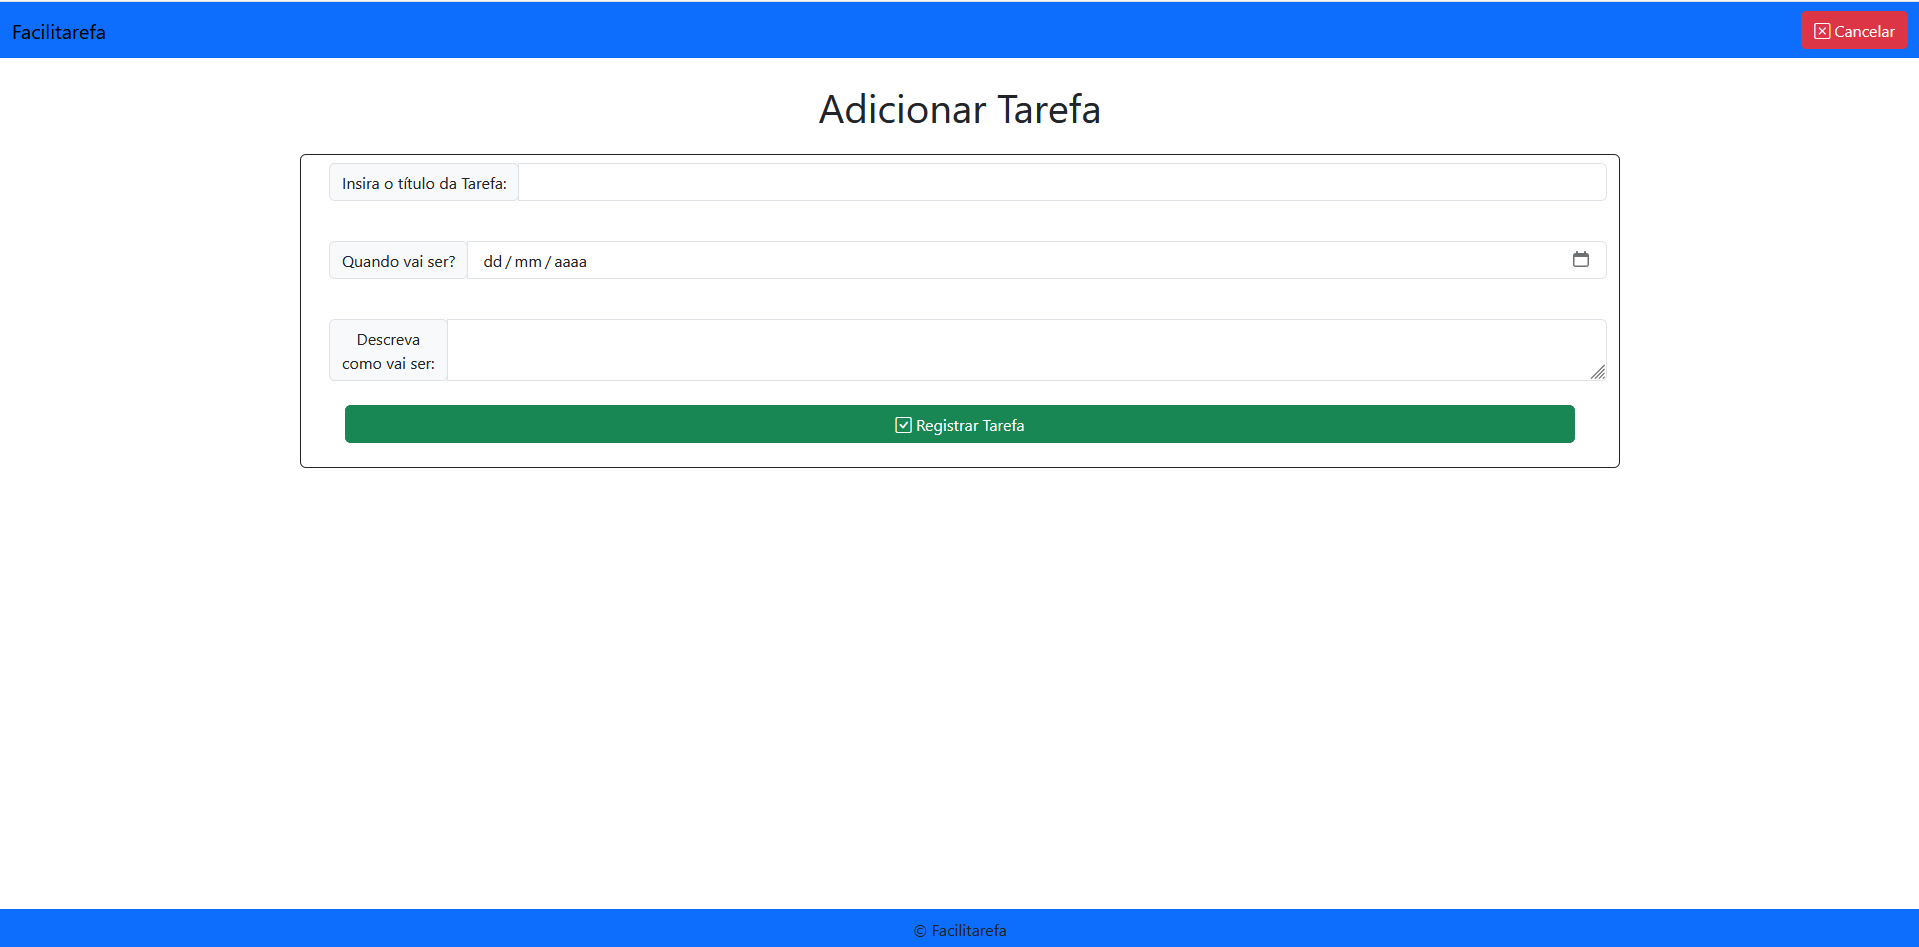 Facilitarefa
Cancelar
Adicionar Tarefa
Insira o título da Tarefa:
Quando vai ser? dd/mm/aaaa
Descreva
como vai ser:
Registrar Tarefa
© Facilitarefa